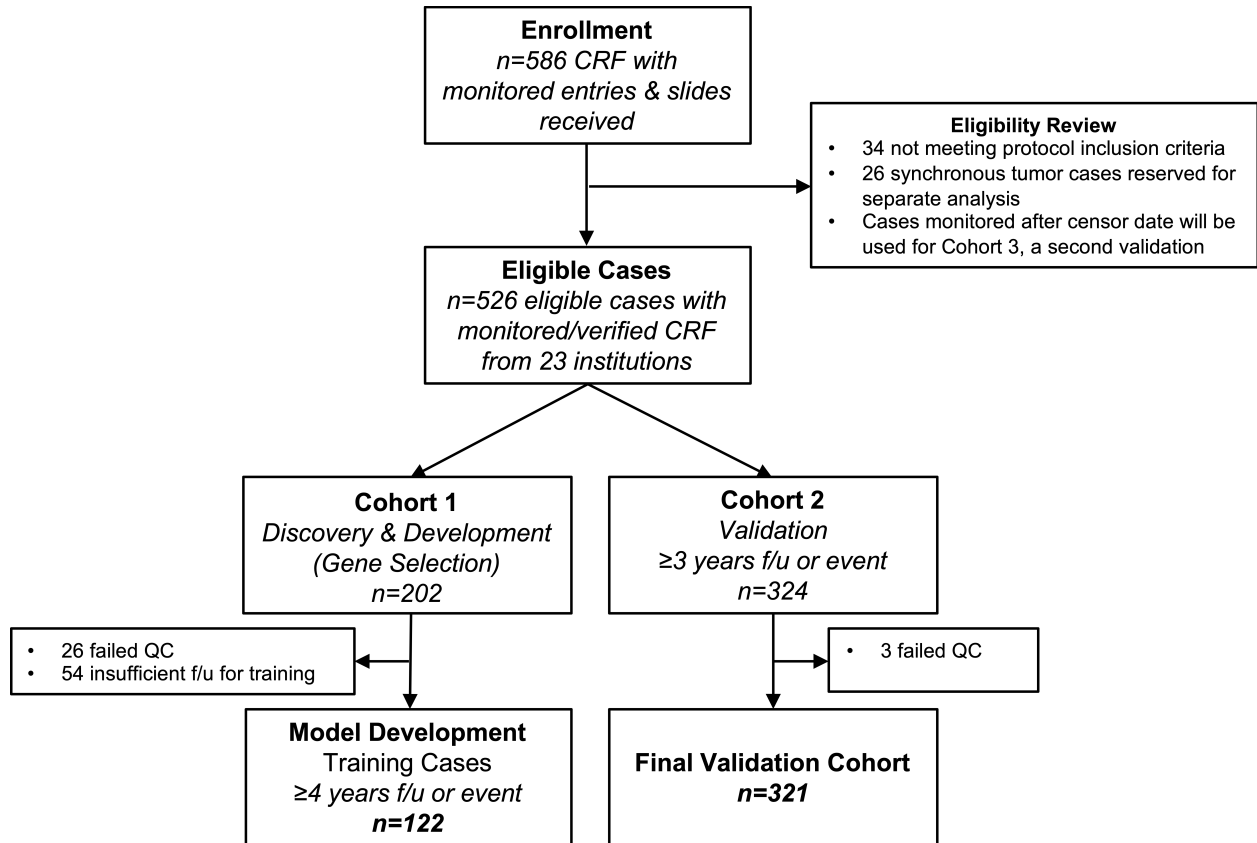 Enrollment
n=586 CRF with
monitored entries & slides
received
Eligibility Review
• 34 not meeting protocol inclusion criteria
• 26 synchronous tumor cases reserved for
separate analysis
• Cases monitored after censor date will be
used for Cohort 3, a second validation
Eligible Cases
n=526 eligible cases with
monitored/verified CRF
from 23 institutions
Cohort 1
Discovery & Development
(Gene Selection)
n=202
Cohort 2
Validation
≥3 years f/u or event
n=324
• 26 failed QC
• 54 insufficient f/u for training
• 3 failed QC
Model Development
Training Cases
≥4 years f/u or event
n=122
Final Validation Cohort
n=321